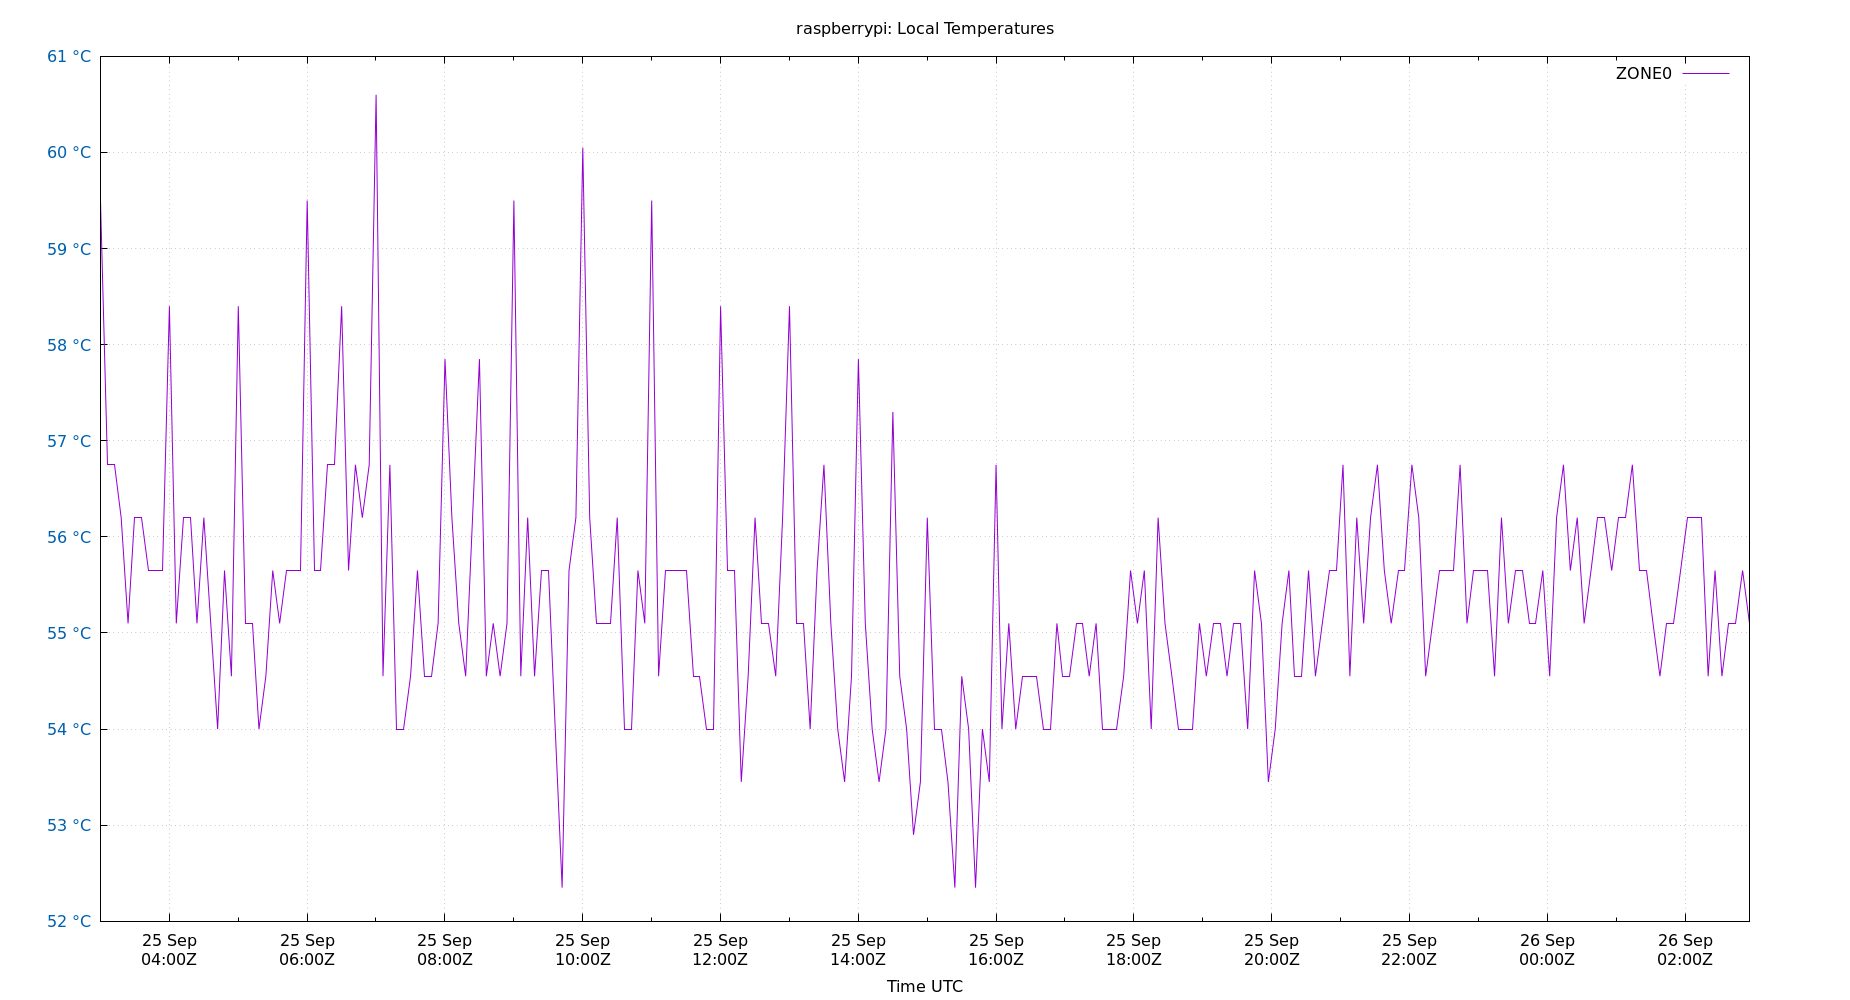 raspberrypi: Local Temperatures
61 °C
ZONE0
60 °C
59 °C
58 °C
57 °C
56 °C
55 °C
54 °C
53 °C
52 °C
25 Sep 25 Sep 25 Sep 25 Sep 25 Sep 25 Sep 25 Sep 25 Sep 25 Sep 25 Sep 26 Sep 26 Sep
04:00Z 06:00Z 08:00Z 10:00Z 12:00Z 14:00Z 16:00Z 18:00Z 20:00Z 22:00Z 00:00Z 02:00Z
Time UTC